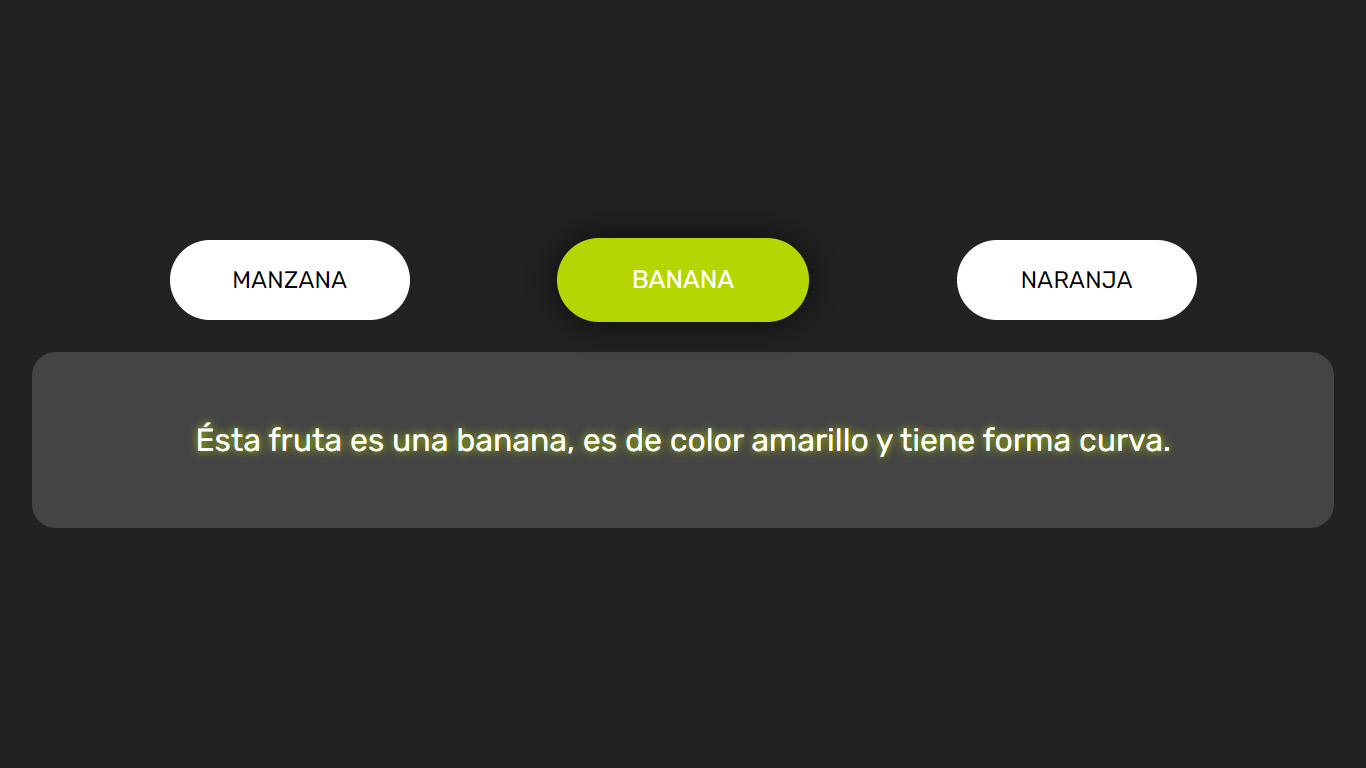 MANZANA
BANANA
NARANJA
Ésta fruta es una banana, es de color amarillo y tiene forma curva.